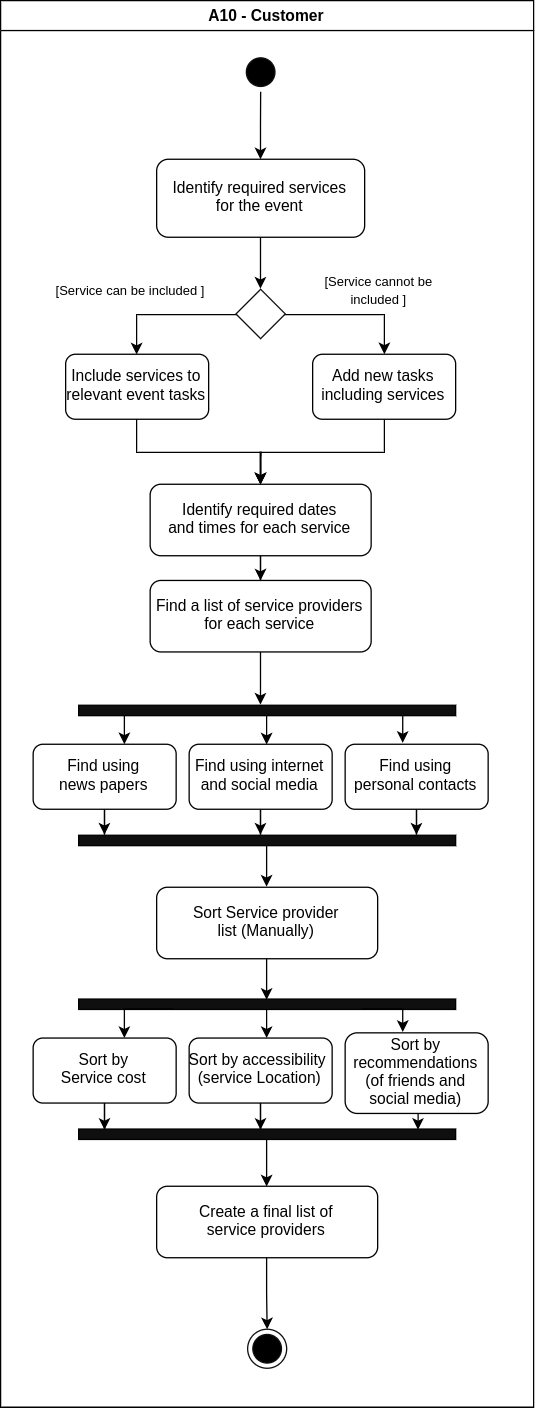 A10 - Customer
Identify required services
for the event
[Service can be included ]
[Service cannot be
included ]
Include services to
relevant event tasks
Add new tasks
including services
Identify required dates
and times for each service
Find a list of service providers
for each service
Find using
news papers
Find using internet
and social media
Find using
personal contacts
Sort Service provider
list (Manually)
Sort by
Service cost
Sort by accessibility
(service Location)
Sort by
recommendations
(of friends and
social media)
Create a final list of
service providers